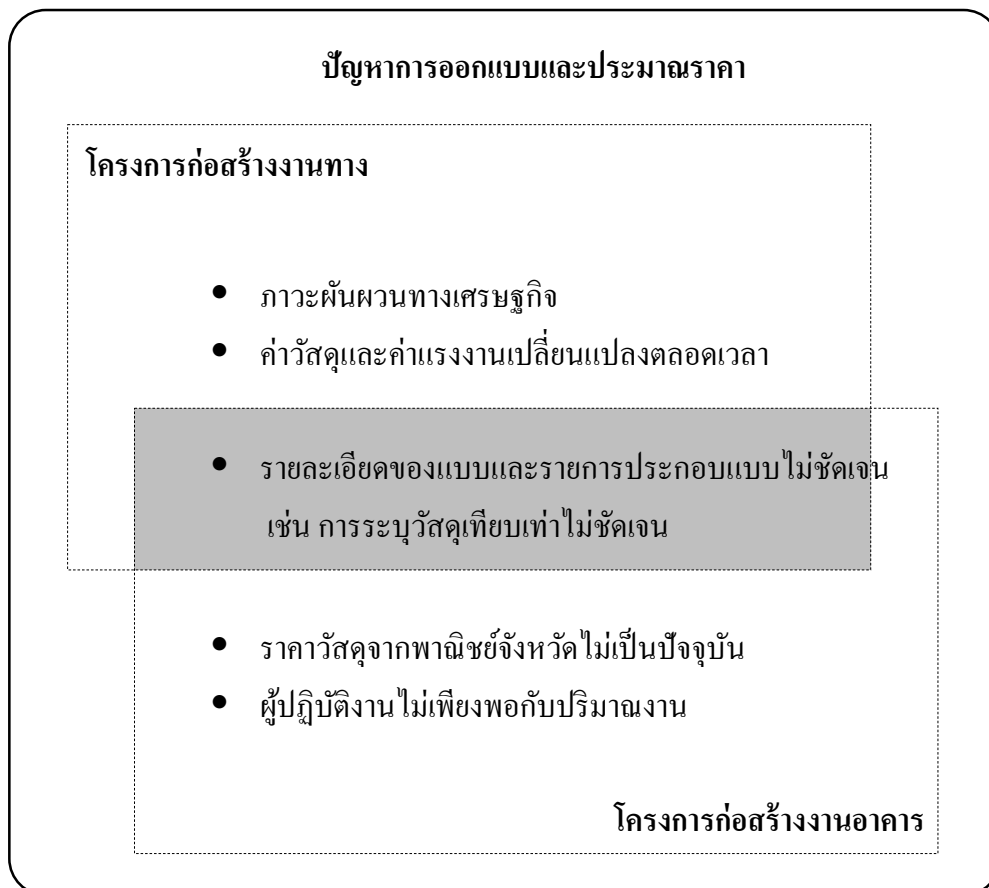 ปัญหาการออกแบบและประมาณราคา
โครงการก่อสร้างงานทาง
• ภาวะผันผวนทางเศรษฐกิจ
• ค่าวัสดุและค่าแรงงานเปลี่ยนแปลงตลอดเวลา
• รายละเอียดของแบบและรายการประกอบแบบไม่ชัดเจน
เช่น การระบุวัสดุเทียบเท่าไม่ชัดเจน
• ราคาวัสดุจากพาณิชย์จังหวัดไม่เป็นปัจจุบัน
• ผู้ปฏิบัติงานไม่เพียงพอกับปริมาณงาน
โครงการก่อสร้างงานอาคาร